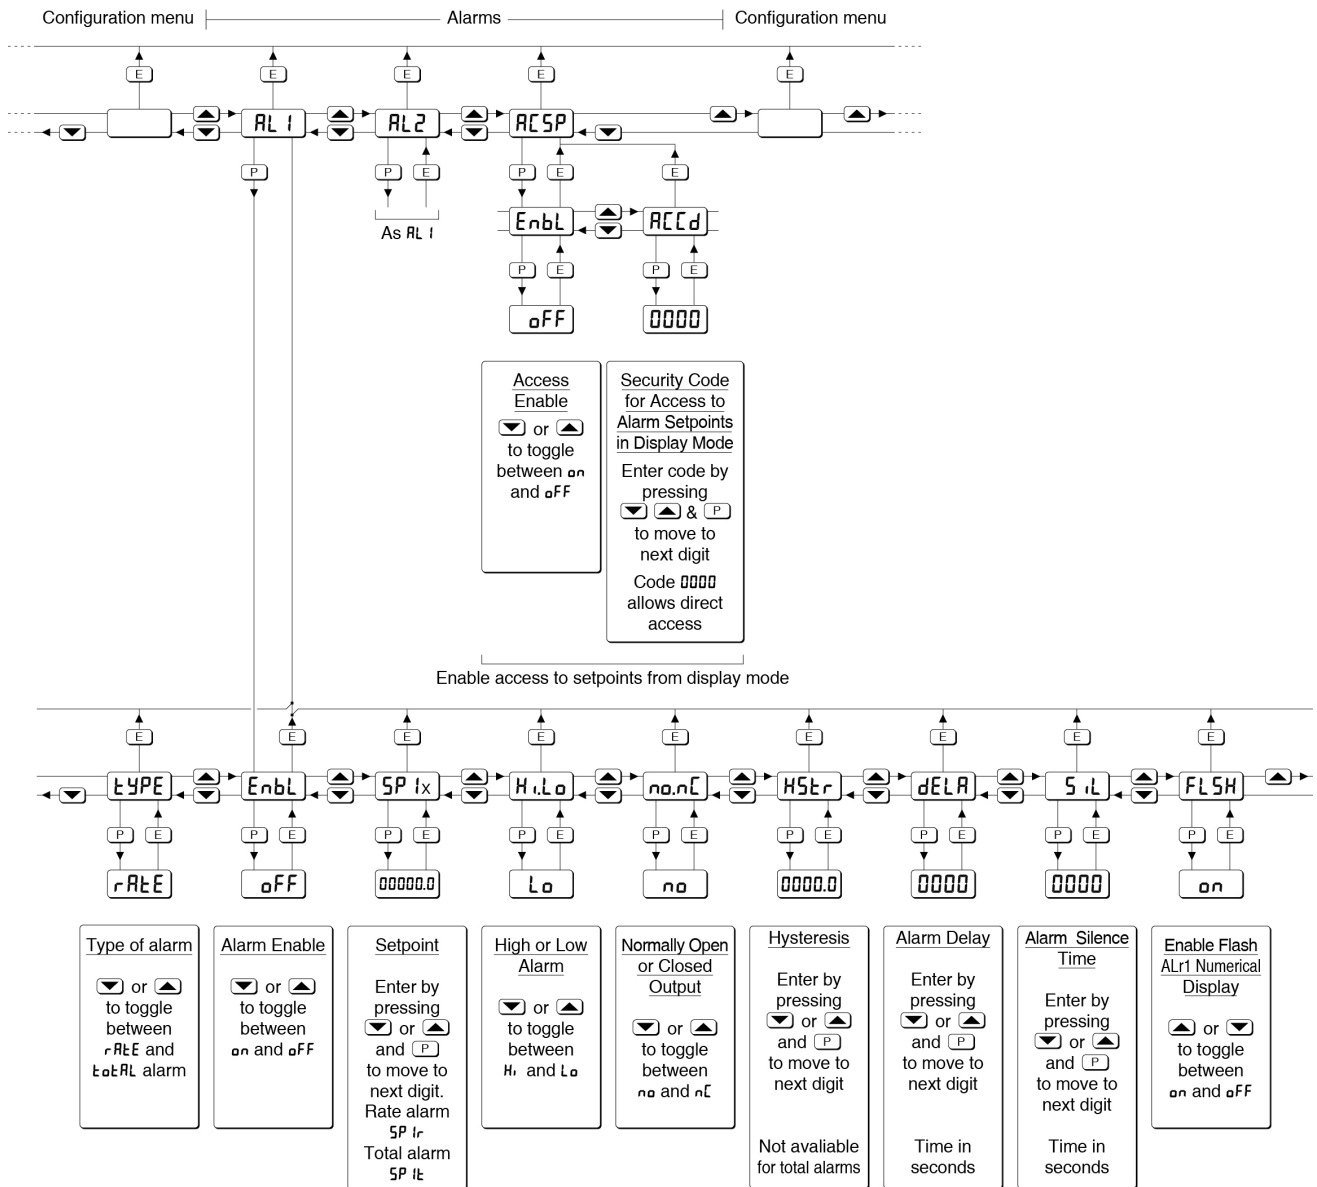 Configuration menu Alarms Configuration menu
E E E E E
AL1 AL2 ACSP
P P E P E E
As AL1
EnbL ACCd
P E P E
oFF 0000
Access
Enable
or
to toggle
between on
and oFF
Security Code
for Access to
Alarm Setpoints
in Display Mode
Enter code by
pressing
& P
to move to
next digit
Code 0000
allows direct
access
Enable access to setpoints from display mode
E E E E E E E E E
tYPE EnbL SP1x Hi.Lo no.nC HStr dELA SiL FLSH
P E P E P E P E P E P E P E P E P E
rAtE oFF 00000.0 Lo no 0000.0 0000 0000 on
Type of alarm
or
to toggle
between
rAtE and
totAL alarm
Alarm Enable
or
to toggle
between
on and oFF
Setpoint
Enter by
pressing
or
and P
to move to
next digit.
Rate alarm
SP1r
Total alarm
SP1t
High or Low
Alarm
or
to toggle
between
Hi and Lo
Normally Open
or Closed
Output
or
to toggle
between
no and nC
Hysteresis
Enter by
pressing
or
and P
to move to
next digit
Not avaliable
for total alarms
Alarm Delay
Enter by
pressing
or
and P
to move to
next digit
Time in
seconds
Alarm Silence
Time
Enter by
pressing
or
and P
to move to
next digit
Time in
seconds
Enable Flash
ALr1 Numerical
Display
or
to toggle
between
on and oFF